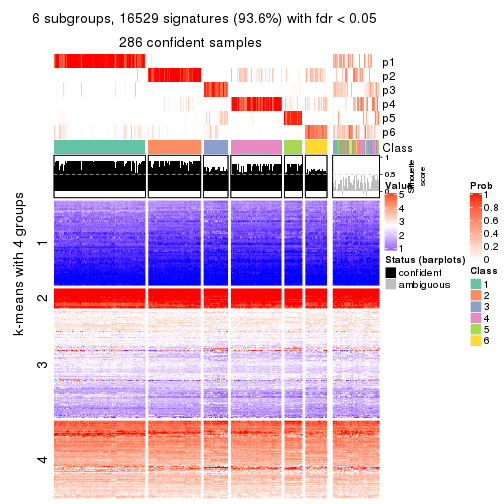 6 subgroups, 16529 signatures (93.6%) with fdr < 0.05
286 confident samples
p1
p2
p3
p4
p5
p6
Class
1
0.5
0
Silhouette
score
k-means with 4 groups
1
2
3
4
Value
5
4
3
2
1
Status (barplots)
confident
ambiguous
Prob
1
0.8
0.6
0.4
0.2
0
Class
1
2
3
4
5
6